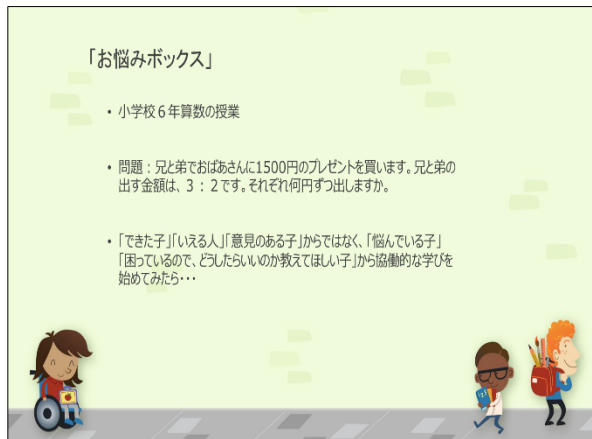 「お悩みボックス」
• 小学校6年算数の授業
• 問題：兄と弟でおばあさんに1500円のプレゼントを買います。兄と弟の
出す金額は、3：2です。それぞれ何円ずつ出しますか。
• 「できた子」「いえる人」「意見のある子」からではなく、「悩んでいる子」
「困っているので、どうしたらいいのか教えてほしい子」から協働的な学びを
始めてみたら・・・